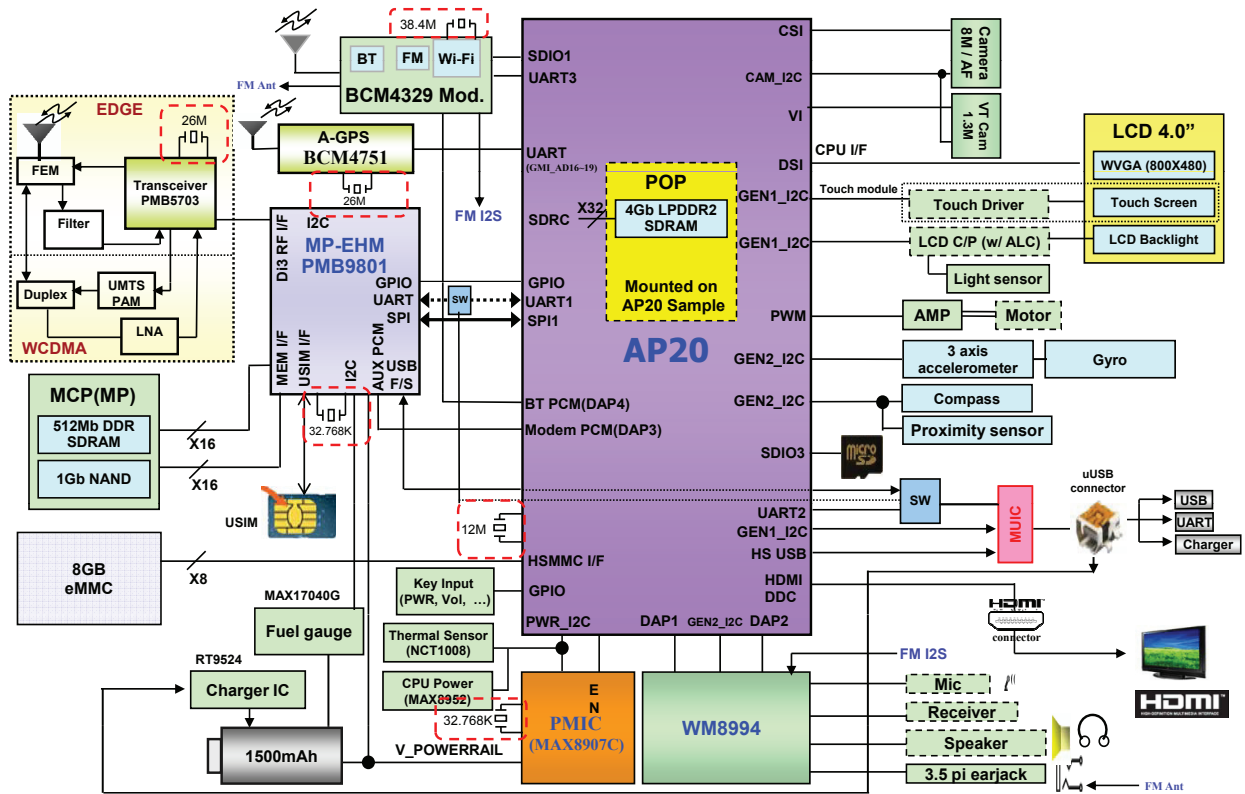 38.4M
BT
FM
Wi-Fi
BCM4329 Mod.
FM Ant
SDIO1
UART3
EDGE
26M
FEM
Transceiver
PMB5703
Filter
Duplex
UMTS
PAM
LNA
WCDMA
A-GPS
BCM4751
26M
FM I2S
UART
(GMI_AD16~19)
SDRC
X32
POP
4Gb LPDDR2
SDRAM
Mounted on
AP20 Sample
AP20
I2C
MP-EHM
PMB9801
Di3 RF I/F
GPIO
UART
SPI
MEM I/F
USIM I/F
I2C
AUX PCM
USB
F/S
32.768K
SW
GPIO
UART1
SPI1
BT PCM(DAP4)
Modem PCM(DAP3)
MCP(MP)
512Mb DDR
SDRAM
1Gb NAND
X16
X16
USIM
8GB
eMMC
X8
12M
HSMMC I/F
GPIO
PWR_I2C
Key Input
(PWR, Vol, …)
Thermal Sensor
(NCT1008)
CPU Power
(MAX8952)
32.768K
MAX17040G
Fuel gauge
RT9524
Charger IC
1500mAh
V_POWERRAIL
E
N
PMIC
(MAX8907C)
DAP1
GEN2_I2C
DAP2
WM8994
FM I2S
Mic
Receiver
Speaker
3.5 pi earjack
FM Ant
CSI
CAM_I2C
VI
DSI
CPU I/F
GEN1_I2C
Touch module
GEN1_I2C
PWM
GEN2_I2C
GEN2_I2C
SDIO3
UART2
GEN1_I2C
HS USB
HDMI
DDC
Camera
8M / AF
VT Cam
1.3M
LCD 4.0”
WVGA (800X480)
Touch Driver
Touch Screen
LCD C/P (w/ ALC)
LCD Backlight
Light sensor
AMP
Motor
3 axis
accelerometer
Gyro
Compass
Proximity sensor
micro
SD
SW
MUIC
uUSB
connector
USB
UART
Charger
HDMI
connector
HDMI
HIGH-DEFINITION MULTIMEDIA INTERFACE